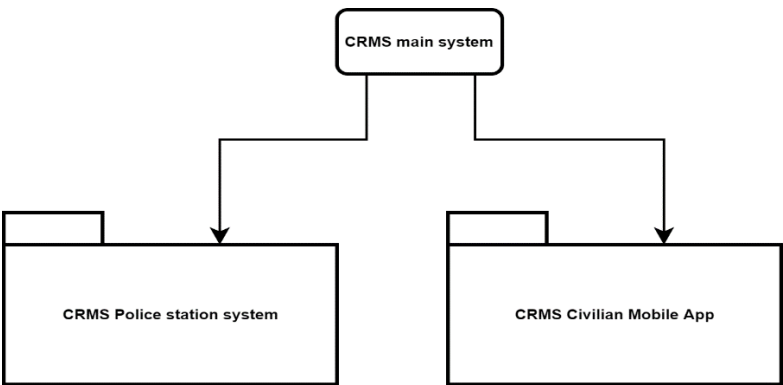 CRMS main system
CRMS Police station system
CRMS Civilian Mobile App